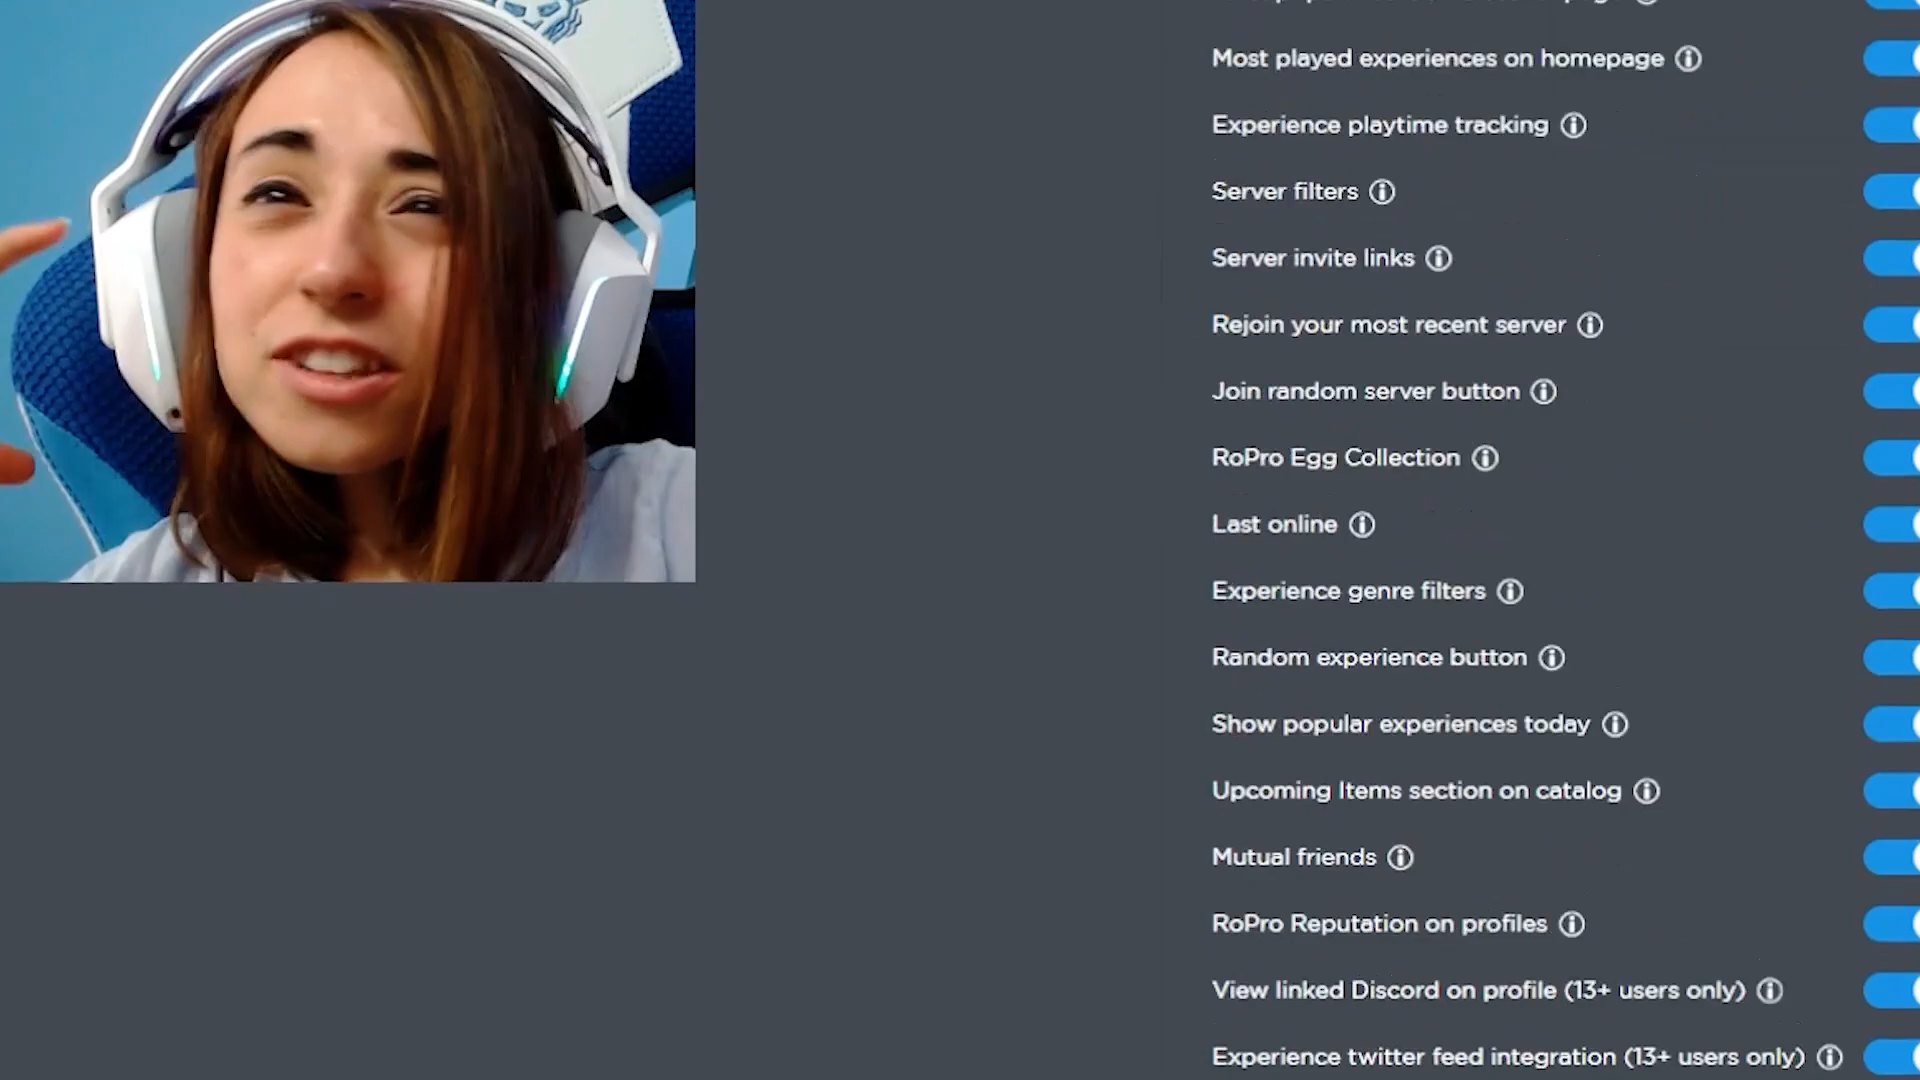 Most played experiences on homepage
Experience playtime tracking
Server filters
Server invite links
Rejoin your most recent server
Join random server button
RoPro Egg Collection
Last online
Experience genre filters
Random experience button
Show popular experiences today
Upcoming Items section on catalog
Mutual friends
RoPro Reputation on profiles
View linked Discord on profile (13+ users only)
Experience twitter feed integration (13+ users only)